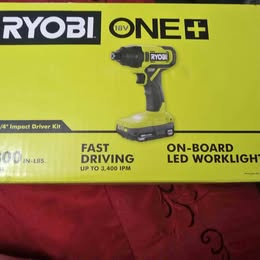 RYOBI 18V ONE+
RYOBI
/4" Impact Driver Kit
00 IN-LBS.
FAST
DRIVING
UP TO 3,400 IPM
ON-BOARD
LED WORKLIGHT